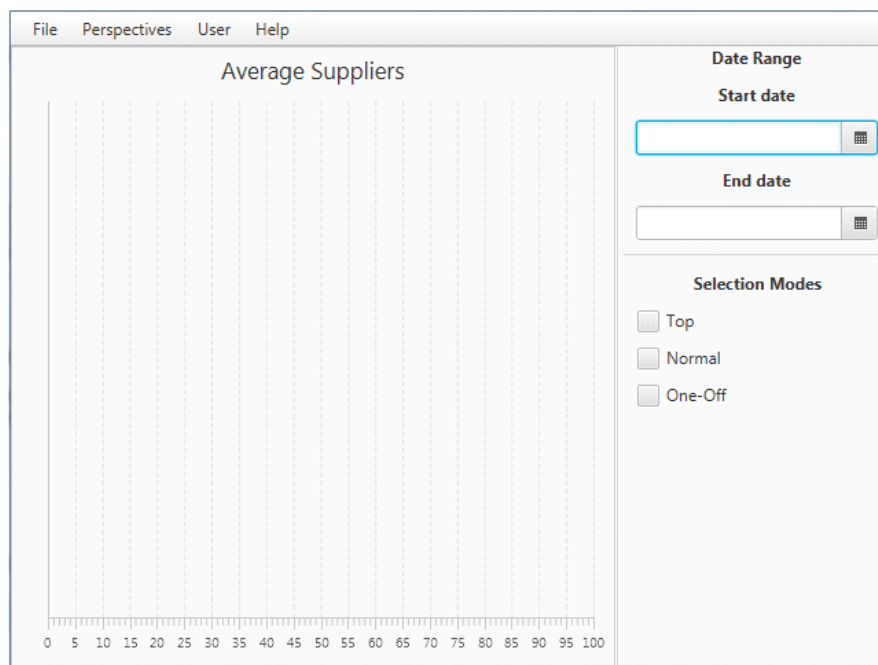 File Perspectives User Help
Average Suppliers
0 5 10 15 20 25 30 35 40 45 50 55 60 65 70 75 80 85 90 95 100
Date Range
Start date
End date
Selection Modes
Top
Normal
One-Off